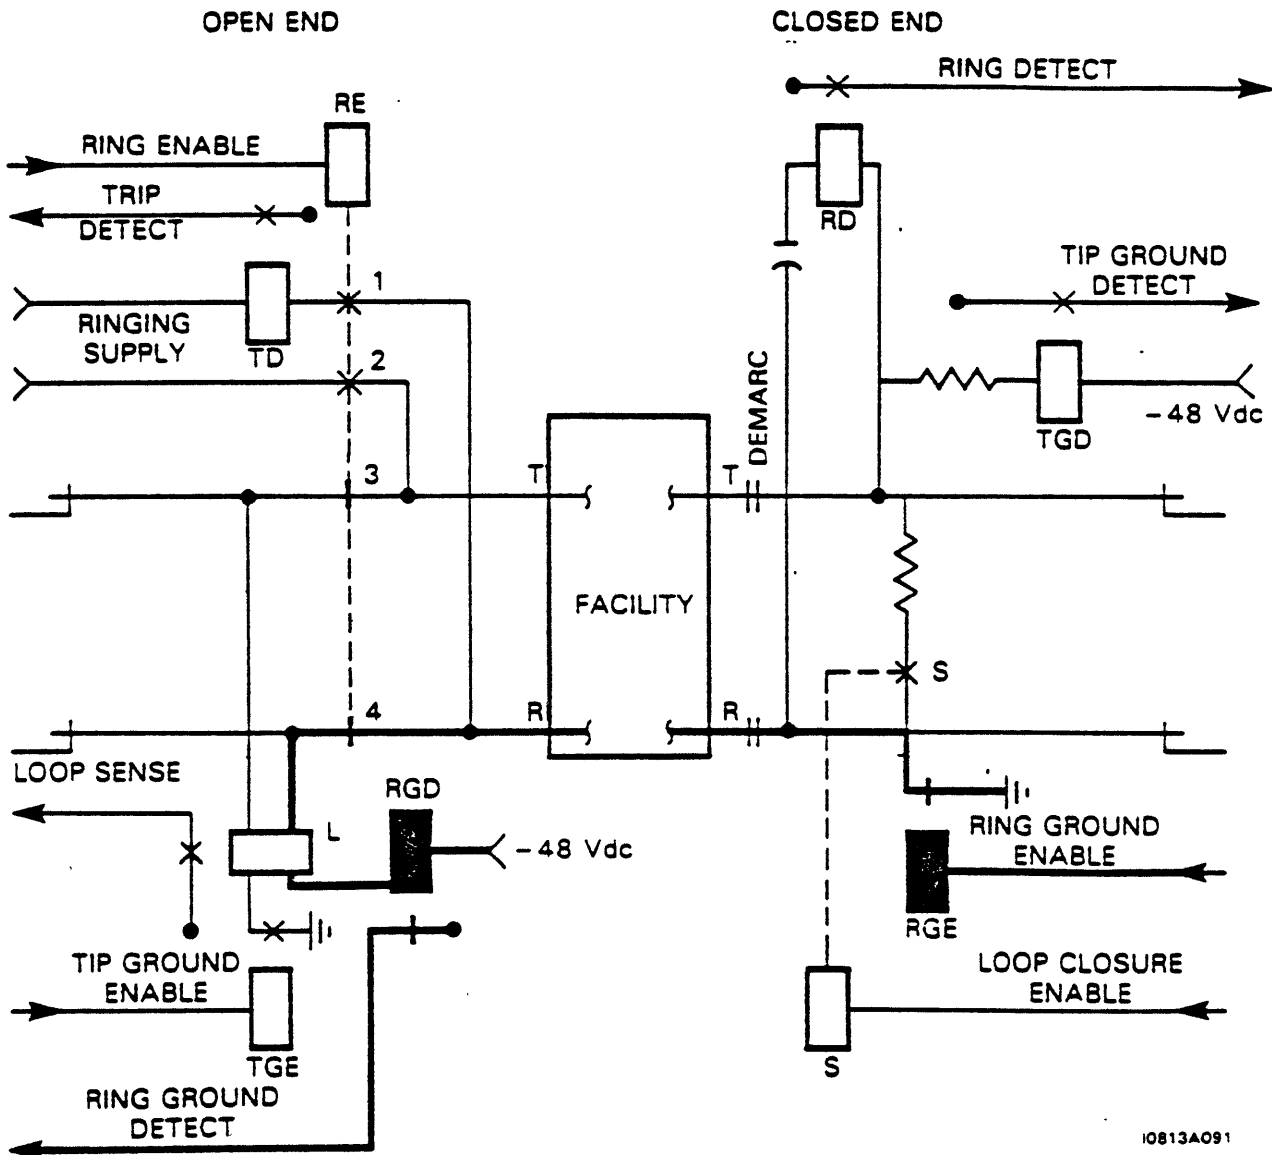 OPEN END
CLOSED END
RING DETECT
RE
RING ENABLE
TRIP
DETECT
RD
1
TIP GROUND
DETECT
RINGING
SUPPLY
TD
2
DEMARC
-48 Vdc
TGD
3
T
T
FACILITY
S
4
R
R
LOOP SENSE
RGD
L
-48 Vdc
RING GROUND
ENABLE
RGE
TIP GROUND
ENABLE
LOOP CLOSURE
ENABLE
TGE
S
RING GROUND
DETECT
I0813A091